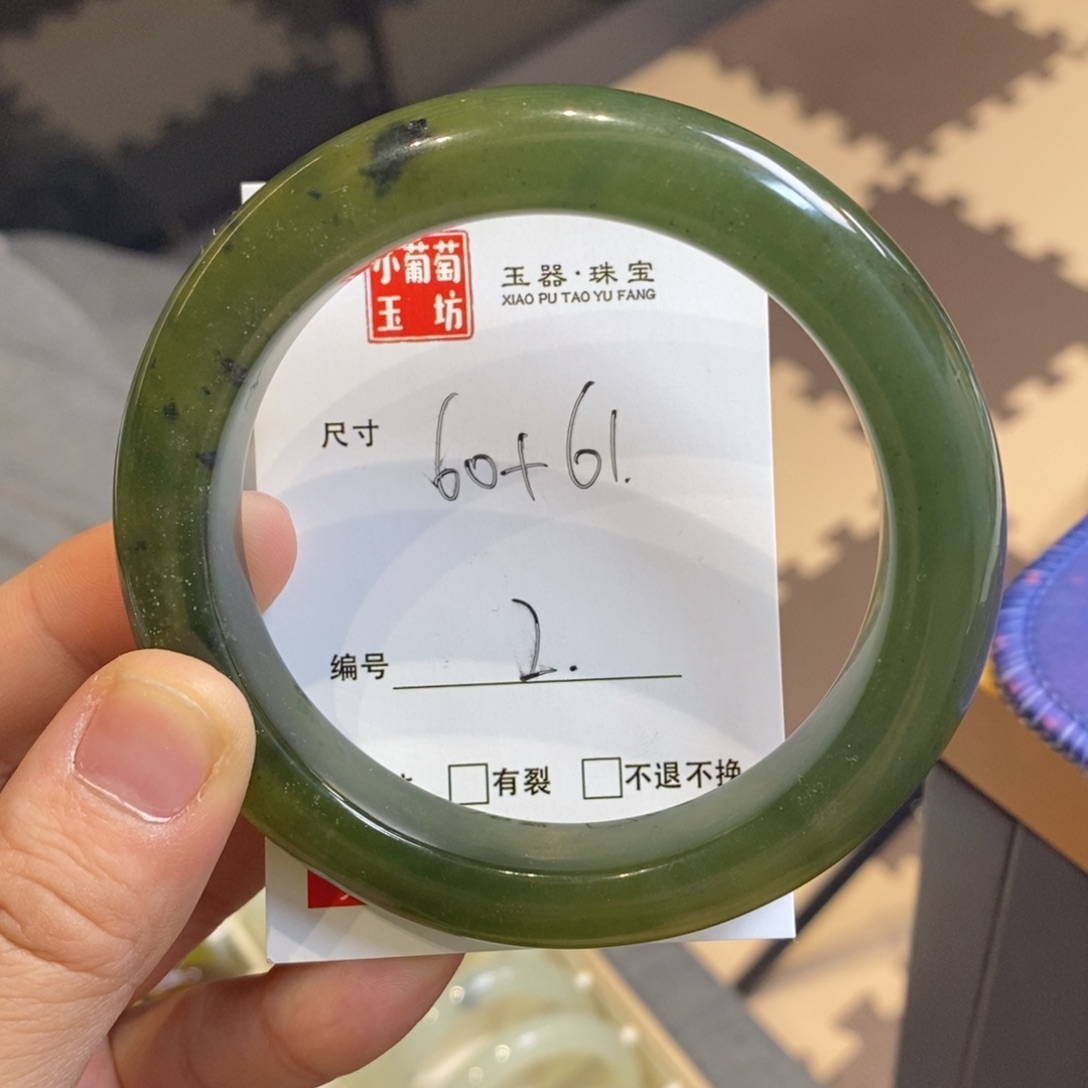 小葡萄
玉坊
玉器·珠宝
XIAO PU TAO YU FANG
尺寸 60+61.
编号 2.
□有裂 □不退不换